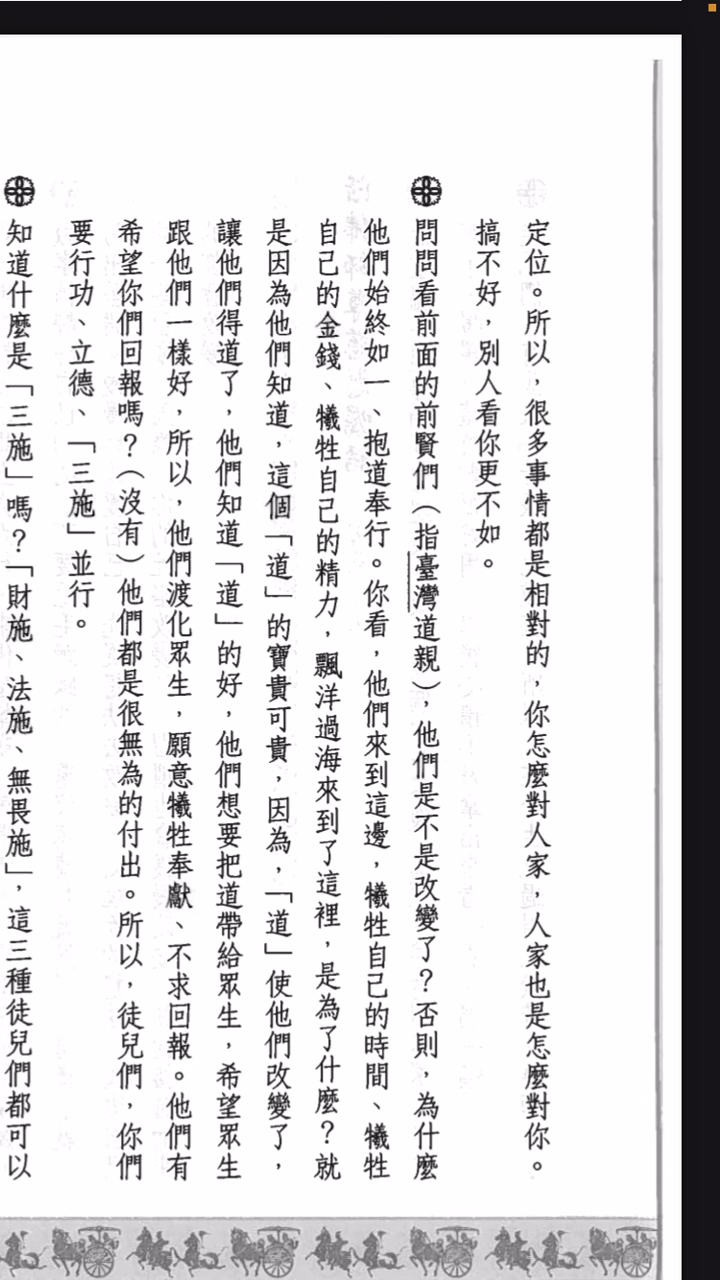 定位。所以，很多事情都是相對的，你怎麼對人家，人家也是怎麼對你。
搞不好，別人看你更不如。
問問看前面的前賢們（指臺灣道親），他們是不是改變了？否則，為什麼
他們始終如一、抱道奉行。你看，他們來到這邊，犧牲自己的時間、犧牲
自己的金錢、犧牲自己的精力，飄洋過海來到了這裡，是為了什麼？就
是因為他們知道，這個「道」的寶貴可貴，因為，「道」使他們改變了，
讓他們得道了，他們知道「道」的好，他們想要把道帶給眾生，希望眾生
跟他們一樣好，所以，他們渡化眾生，願意犧牲奉獻、不求回報。他們有
希望你們回報嗎？（沒有）他們都是很無為的付出。所以，徒兒們，你們
要行功、立德、「三施」並行。
知道什麼是「三施」嗎？「財施、法施、無畏施」，這三種徒兒們都可以